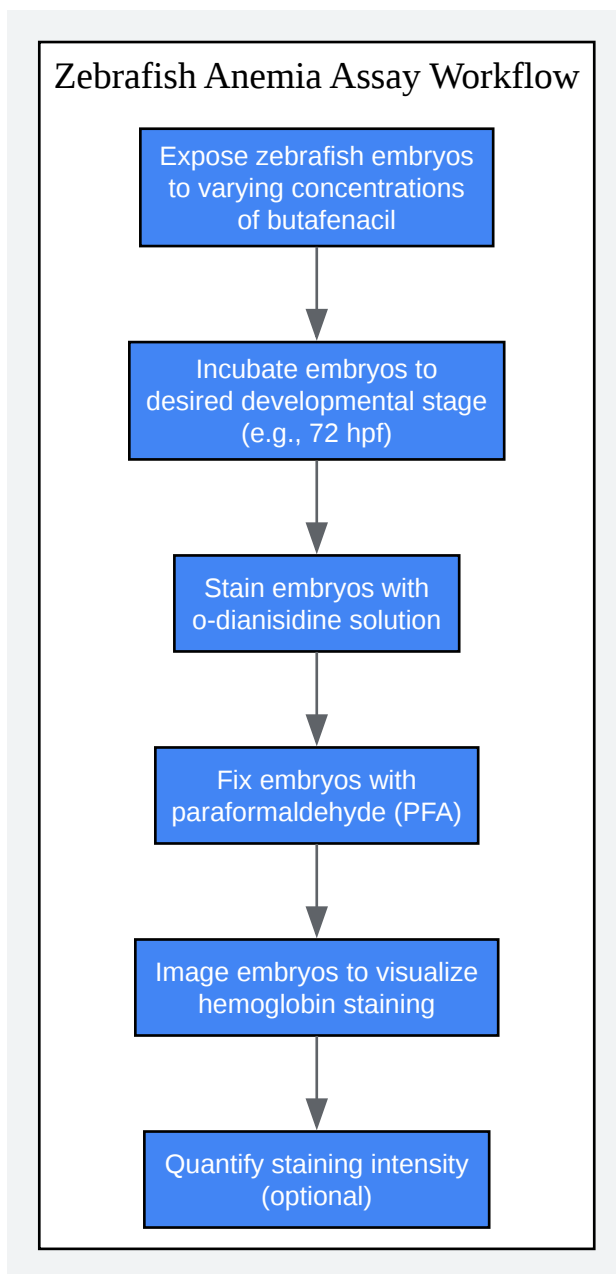 Zebrafish Anemia Assay Workflow
Expose zebrafish embryos
to varying concentrations
of butafenacil
Incubate embryos to
desired developmental stage
(e.g., 72 hpf)
Stain embryos with
o-dianisidine solution
Fix embryos with
paraformaldehyde (PFA)
Image embryos to visualize
hemoglobin staining
Quantify staining intensity
(optional)